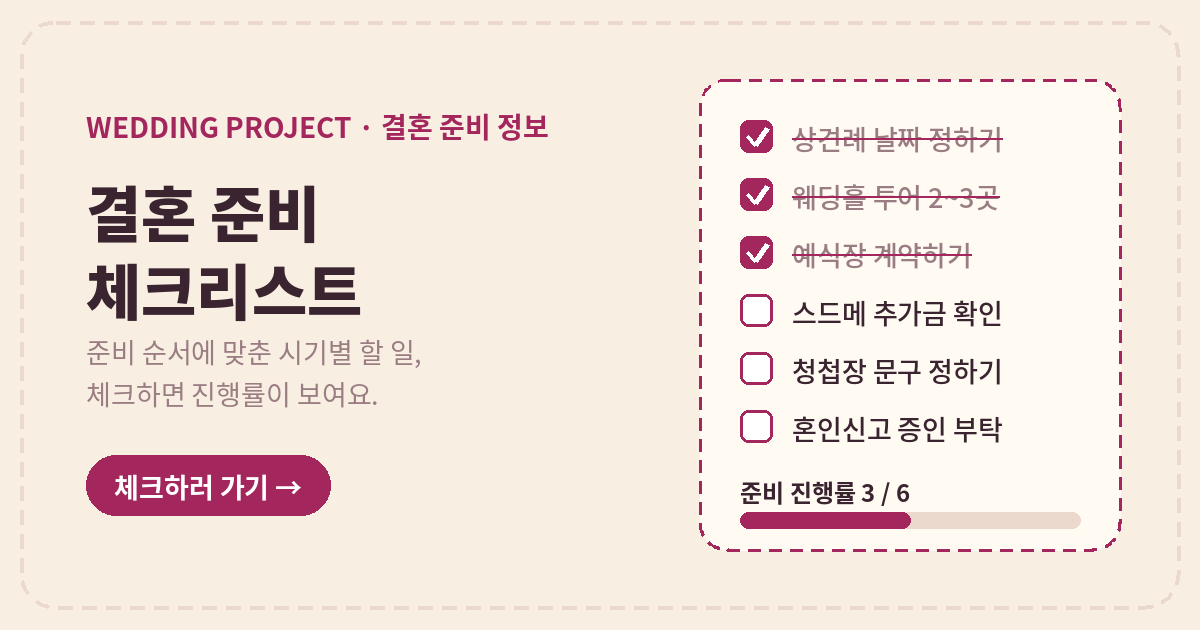 WEDDING PROJECT · 결혼 준비 정보
결혼 준비
체크리스트
준비 순서에 맞춘 시기별 할 일,
체크하면 진행률이 보여요.
체크하러 가기 →
상견례 날짜 정하기
웨딩홀 투어 2~3곳
예식장 계약하기
스드메 추가금 확인
청첩장 문구 정하기
혼인신고 증인 부탁
준비 진행률 3 / 6